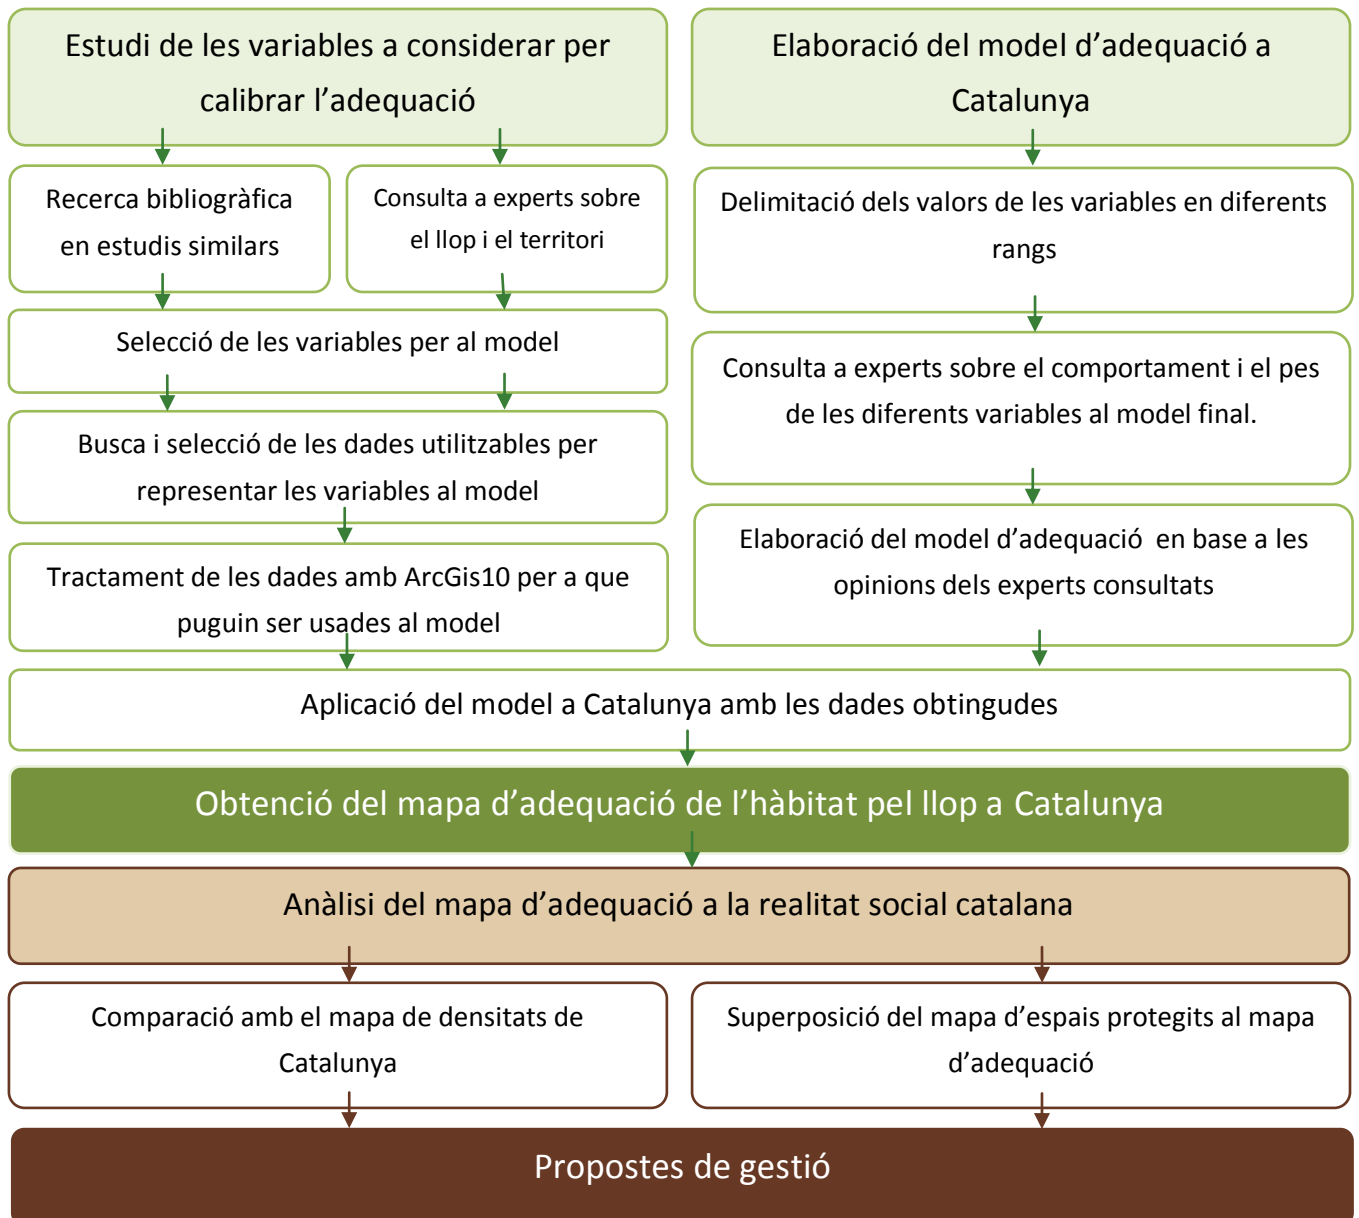 Estudi de les variables a considerar per
calibrar l’adequació
Recerca bibliogràfica
en estudis similars
Consulta a experts sobre
el llop i el territori
Selecció de les variables per al model
Busca i selecció de les dades utilitzables per
representar les variables al model
Tractament de les dades amb ArcGis10 per a que
puguin ser usades al model
Elaboració del model d’adequació a
Catalunya
Delimitació dels valors de les variables en diferents
rangs
Consulta a experts sobre el comportament i el pes
de les diferents variables al model final.
Elaboració del model d’adequació en base a les
opinions dels experts consultats
Aplicació del model a Catalunya amb les dades obtingudes
Obtenció del mapa d’adequació de l’hàbitat pel llop a Catalunya
Anàlisi del mapa d’adequació a la realitat social catalana
Comparació amb el mapa de densitats de
Catalunya
Superposició del mapa d’espais protegits al mapa
d’adequació
Propostes de gestió